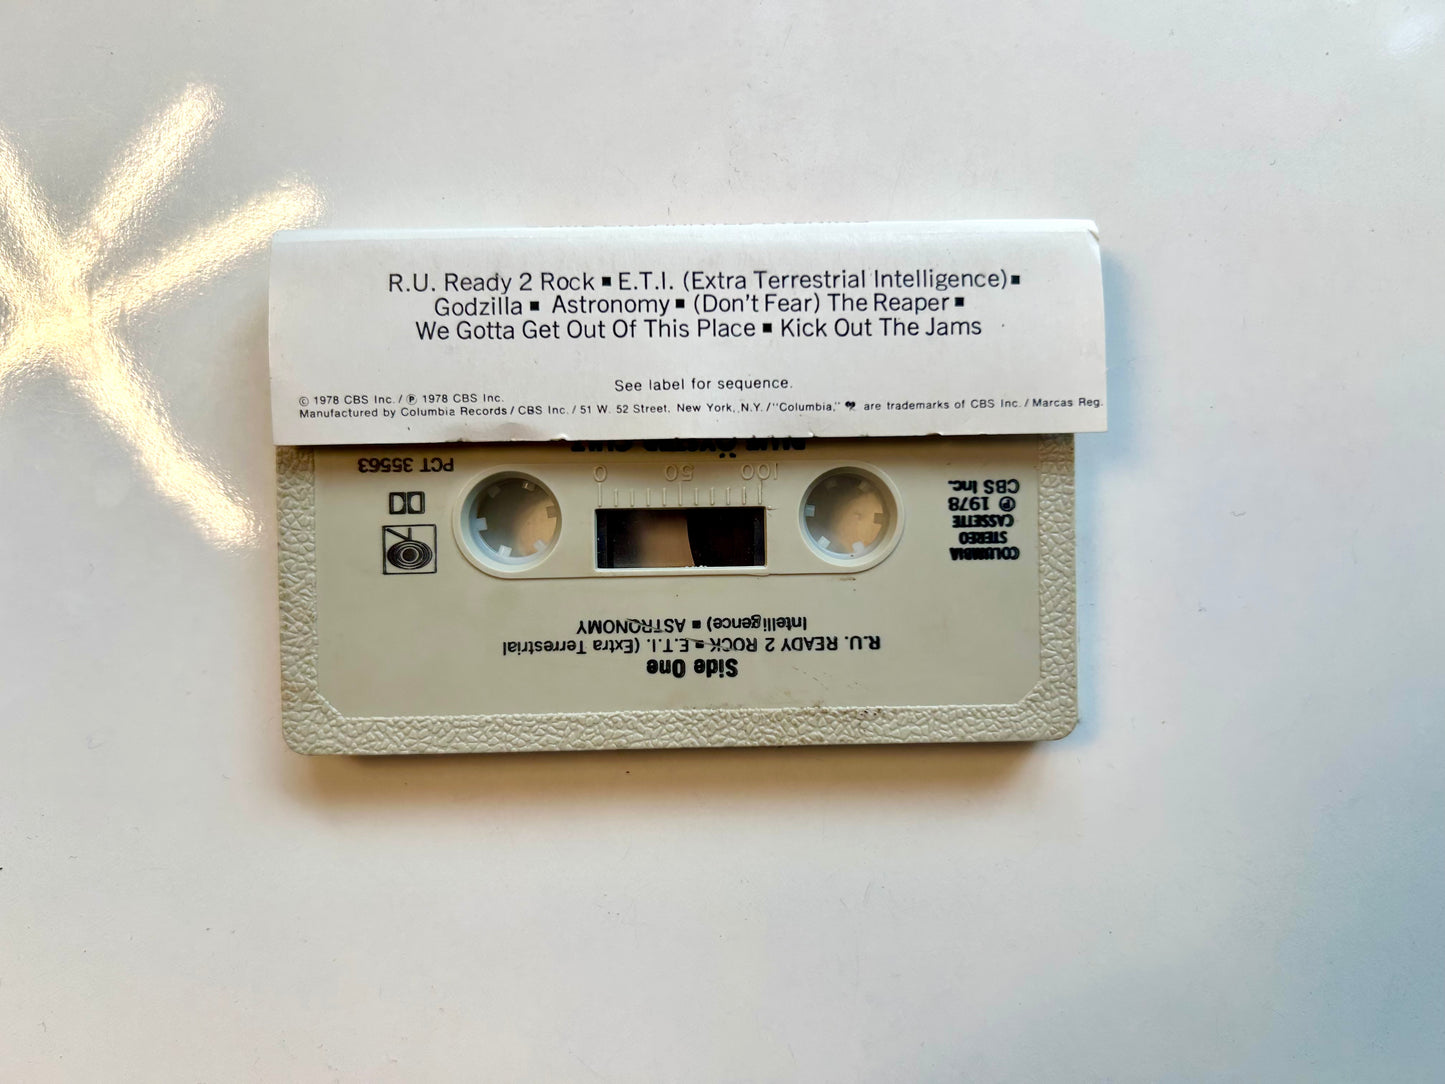 R.U. Ready 2 Rock ▪ E.T.I. (Extra Terrestrial Intelligence) ▪
Godzilla ▪ Astronomy ▪ (Don't Fear) The Reaper ▪
We Gotta Get Out Of This Place ▪ Kick Out The Jams
See label for sequence.
© 1978 CBS Inc. / ℗ 1978 CBS Inc.
Manufactured by Columbia Records / CBS Inc. / 51 W. 52 Street, New York, N.Y. / "Columbia," are trademarks of CBS Inc. / Marcas Reg.
Side One
R.U. READY 2 ROCK ▪ E.T.I. (Extra Terrestrial
Intelligence) ▪ ASTRONOMY
COLUMBIA
STEREO
CASSETTE
℗ 1978
CBS Inc.
100 50 0
PCT 35563
BLUE ÖYSTER CULT